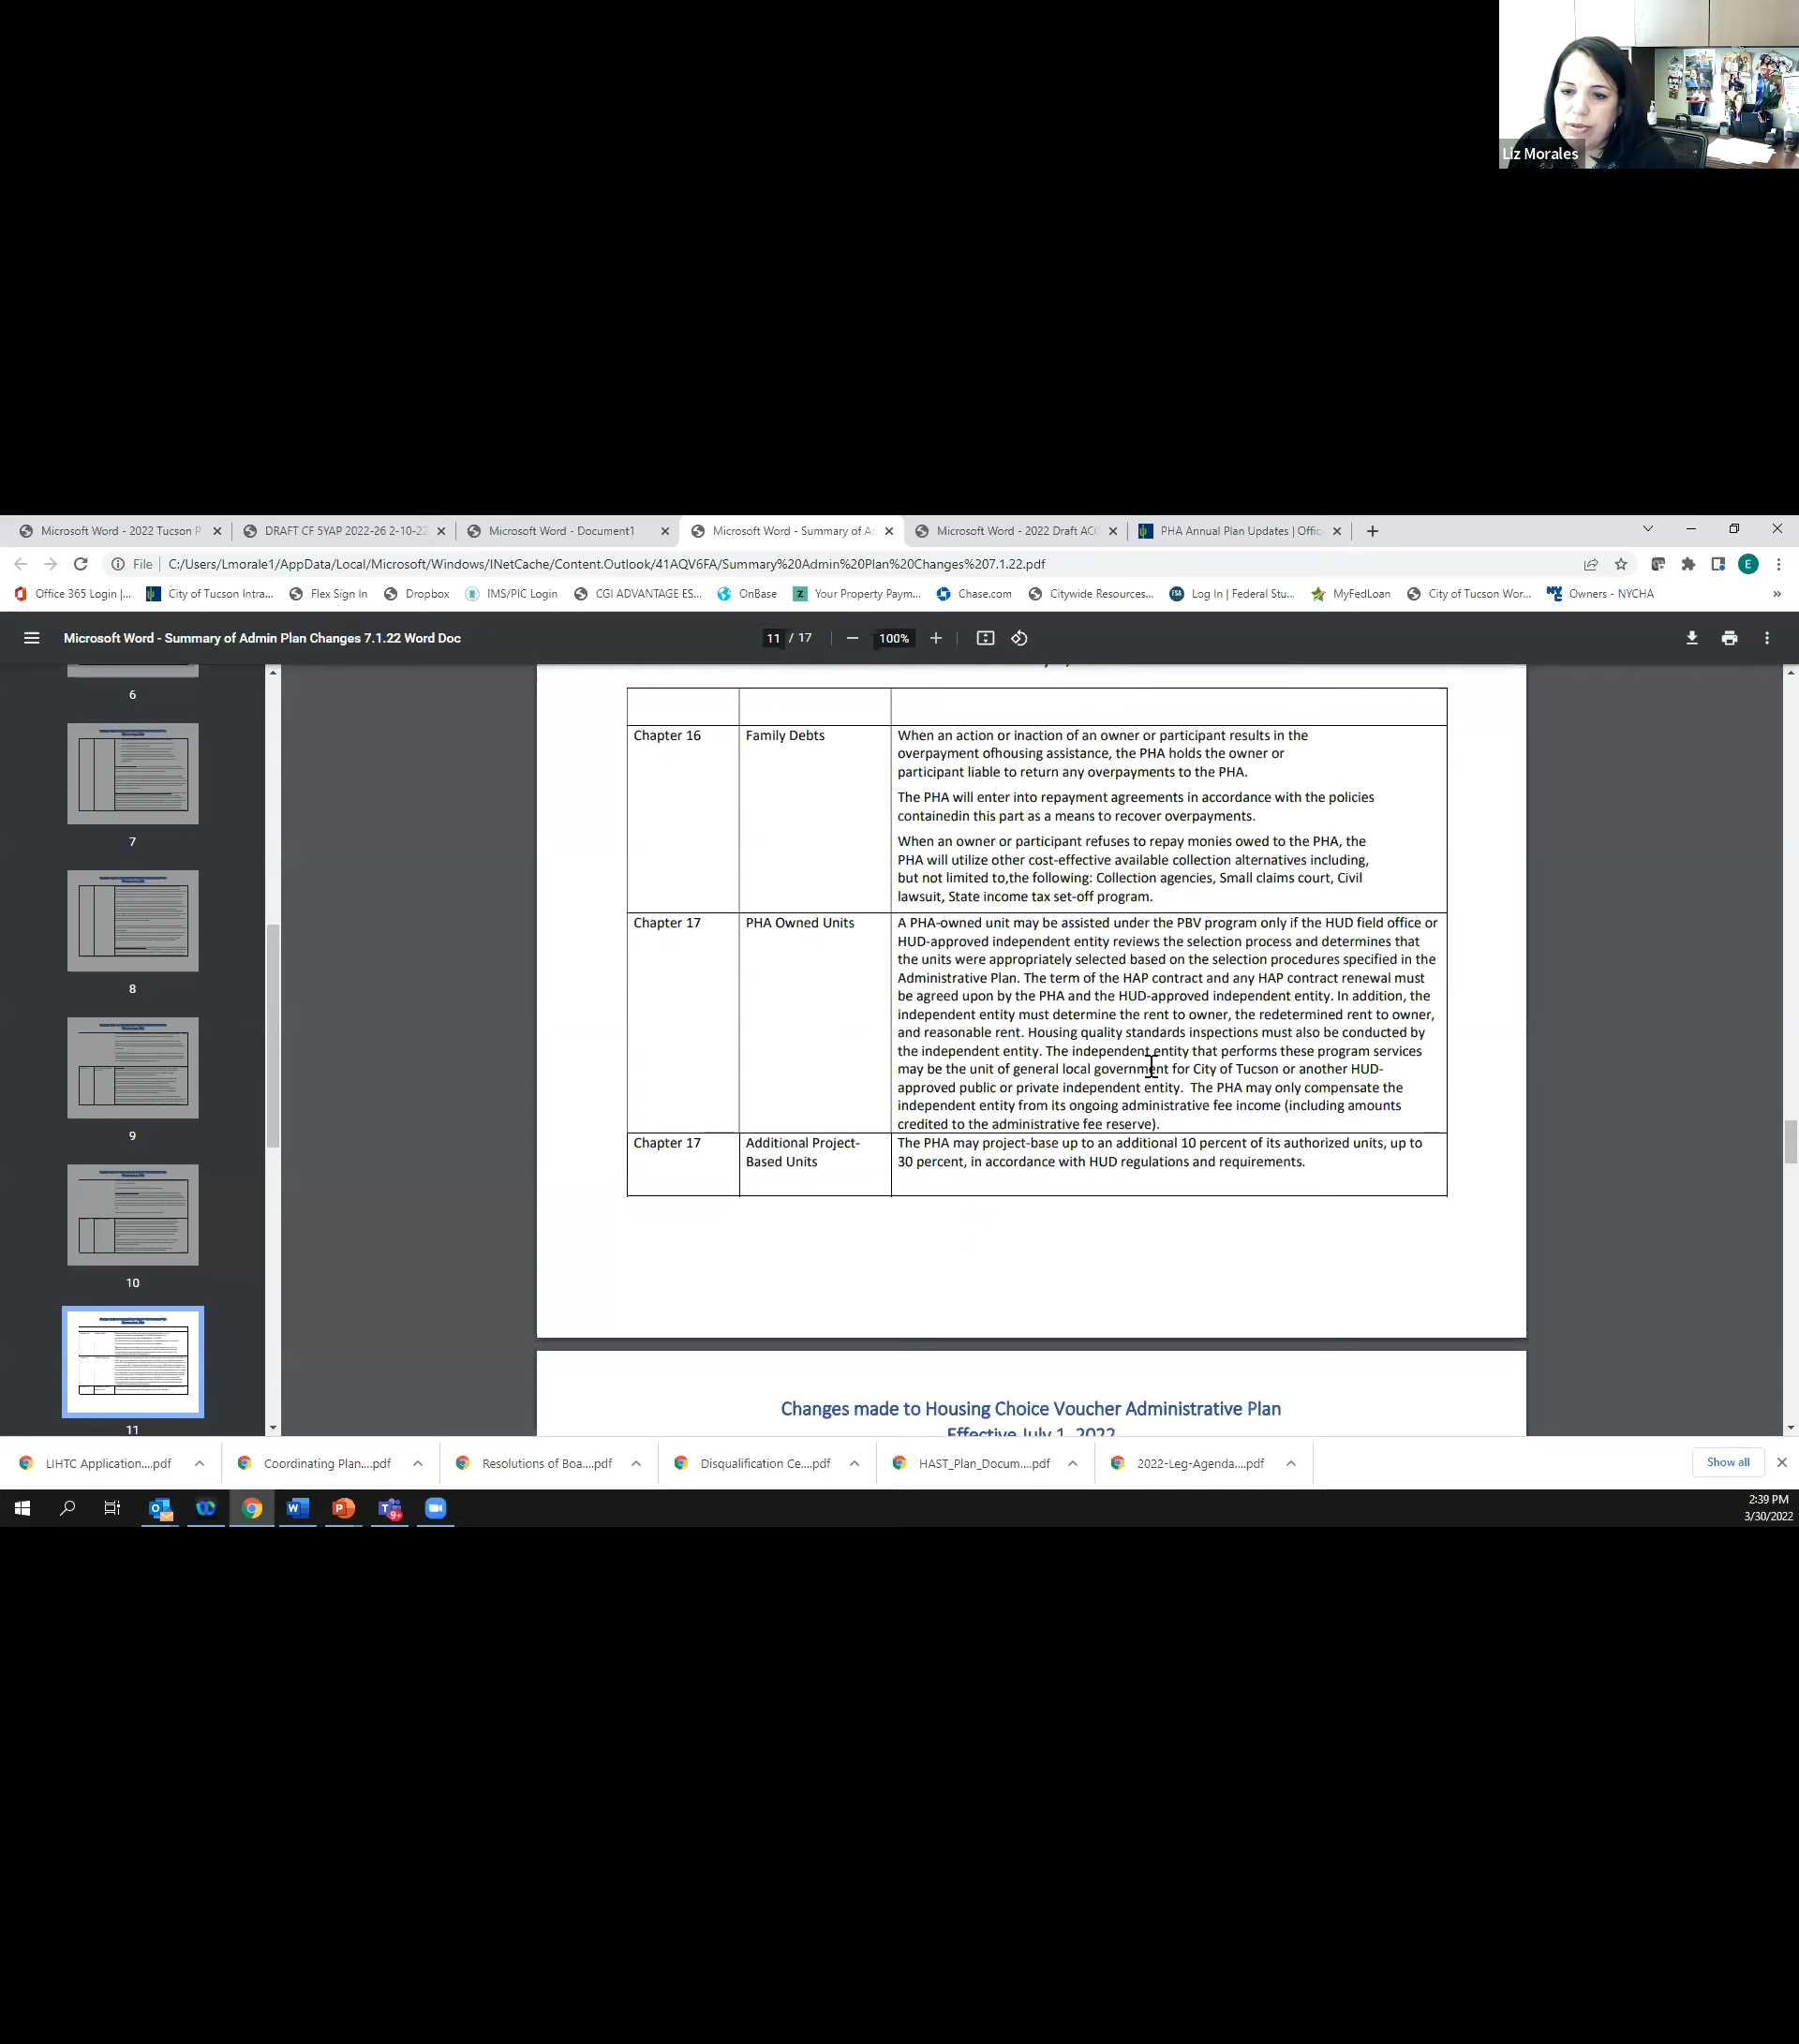 Liz Morales
Microsoft Word - 2022 Tucson P
DRAFT CF 5YAP 2022-26 2-10-22
Microsoft Word - Document1
Microsoft Word - Summary of Ad
Microsoft Word - 2022 Draft ACC
PHA Annual Plan Updates | Offic
File
C:/Users/Lmorale1/AppData/Local/Microsoft/Windows/INetCache/Content.Outlook/41AQV6FA/Summary%20Admin%20Plan%20Changes%207.1.22.pdf
E
Office 365 Login |...
City of Tucson Intra...
Flex Sign In
Dropbox
IMS/PIC Login
CGI ADVANTAGE ES...
OnBase
Your Property Paym...
Chase.com
Citywide Resources...
Log In | Federal Stu...
MyFedLoan
City of Tucson Wor...
Owners - NYCHA
»
Microsoft Word - Summary of Admin Plan Changes 7.1.22 Word Doc
11 / 17
100%
6
7
8
9
10
11
Chapter 16
Family Debts
When an action or inaction of an owner or participant results in the
overpayment ofhousing assistance, the PHA holds the owner or
participant liable to return any overpayments to the PHA.
The PHA will enter into repayment agreements in accordance with the policies
containedin this part as a means to recover overpayments.
When an owner or participant refuses to repay monies owed to the PHA, the
PHA will utilize other cost-effective available collection alternatives including,
but not limited to,the following: Collection agencies, Small claims court, Civil
lawsuit, State income tax set-off program.
Chapter 17
PHA Owned Units
A PHA-owned unit may be assisted under the PBV program only if the HUD field office or
HUD-approved independent entity reviews the selection process and determines that
the units were appropriately selected based on the selection procedures specified in the
Administrative Plan. The term of the HAP contract and any HAP contract renewal must
be agreed upon by the PHA and the HUD-approved independent entity. In addition, the
independent entity must determine the rent to owner, the redetermined rent to owner,
and reasonable rent. Housing quality standards inspections must also be conducted by
the independent entity. The independent entity that performs these program services
may be the unit of general local government for City of Tucson or another HUD-
approved public or private independent entity. The PHA may only compensate the
independent entity from its ongoing administrative fee income (including amounts
credited to the administrative fee reserve).
Chapter 17
Additional Project-
Based Units
The PHA may project-base up to an additional 10 percent of its authorized units, up to
30 percent, in accordance with HUD regulations and requirements.
Changes made to Housing Choice Voucher Administrative Plan
Effective July 1, 2022
LIHTC Application....pdf
Coordinating Plan....pdf
Resolutions of Boa....pdf
Disqualification Ce....pdf
HAST_Plan_Docum....pdf
2022-Leg-Agenda....pdf
Show all
9+
2:39 PM
3/30/2022